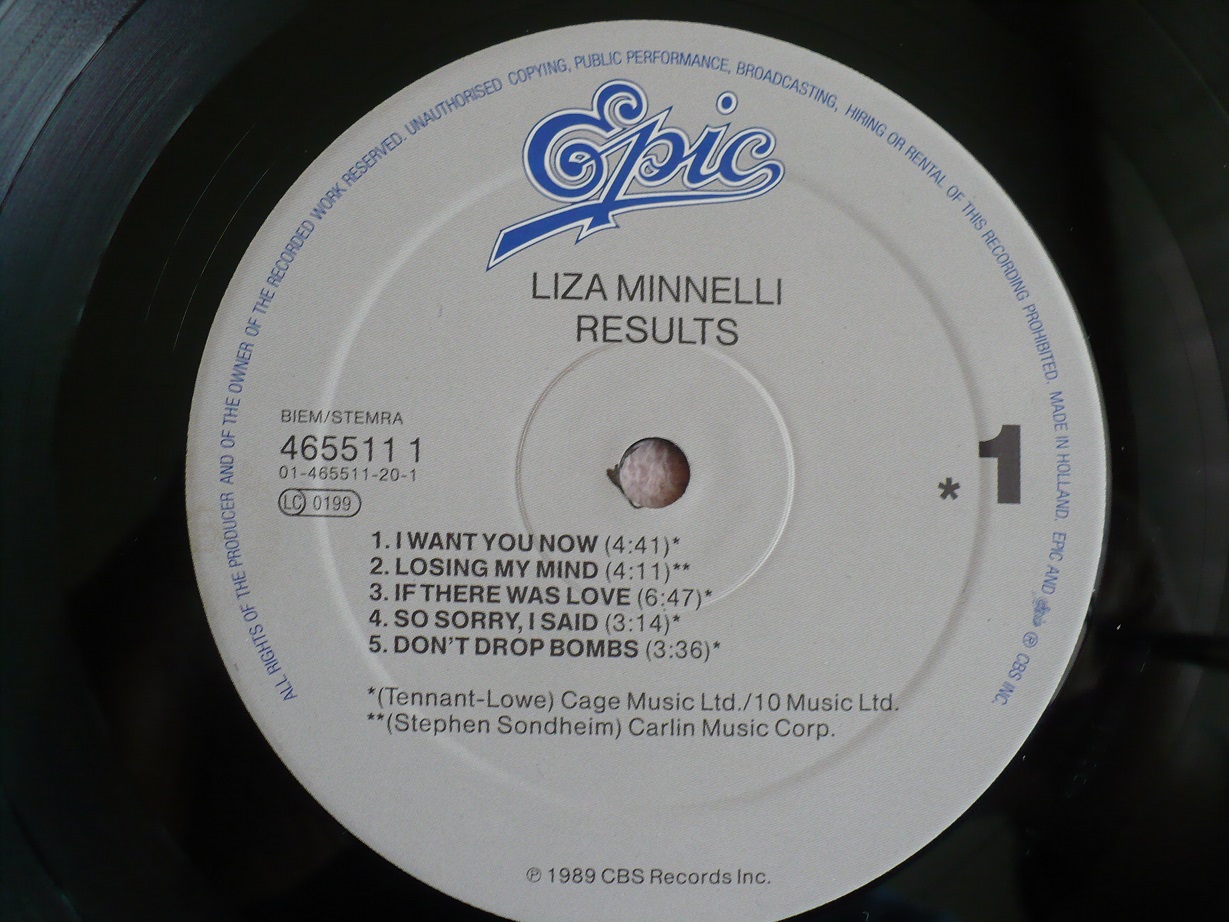 ALL RIGHTS OF THE PRODUCER AND OF THE OWNER OF THE RECORDED WORK RESERVED. UNAUTHORISED COPYING, PUBLIC PERFORMANCE, BROADCASTING, HIRING OR RENTAL OF THIS RECORDING PROHIBITED. MADE IN HOLLAND. EPIC AND Epic ℗ CBS INC.
Epic
LIZA MINNELLI
RESULTS
BIEM/STEMRA
465511 1
01-465511-20-1
LC 0199
* 1
1. I WANT YOU NOW (4:41)*
2. LOSING MY MIND (4:11)**
3. IF THERE WAS LOVE (6:47)*
4. SO SORRY, I SAID (3:14)*
5. DON'T DROP BOMBS (3:36)*
*(Tennant-Lowe) Cage Music Ltd./10 Music Ltd.
**(Stephen Sondheim) Carlin Music Corp.
℗ 1989 CBS Records Inc.